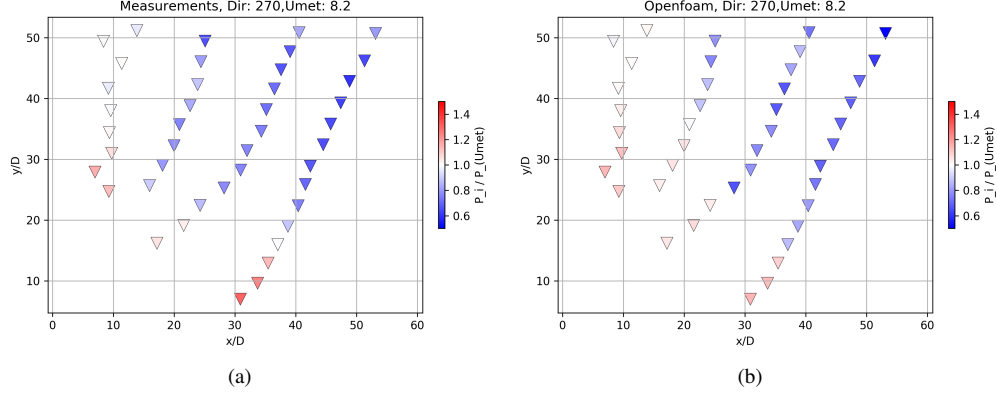 Measurements, Dir: 270,Umet: 8.2
50
40
30
20
10
y/D
0 10 20 30 40 50 60
x/D
1.4
1.2
1.0
0.8
0.6
P_i / P_(Umet)
(a)
Openfoam, Dir: 270,Umet: 8.2
50
40
30
20
10
y/D
0 10 20 30 40 50 60
x/D
1.4
1.2
1.0
0.8
0.6
P_i / P_(Umet)
(b)